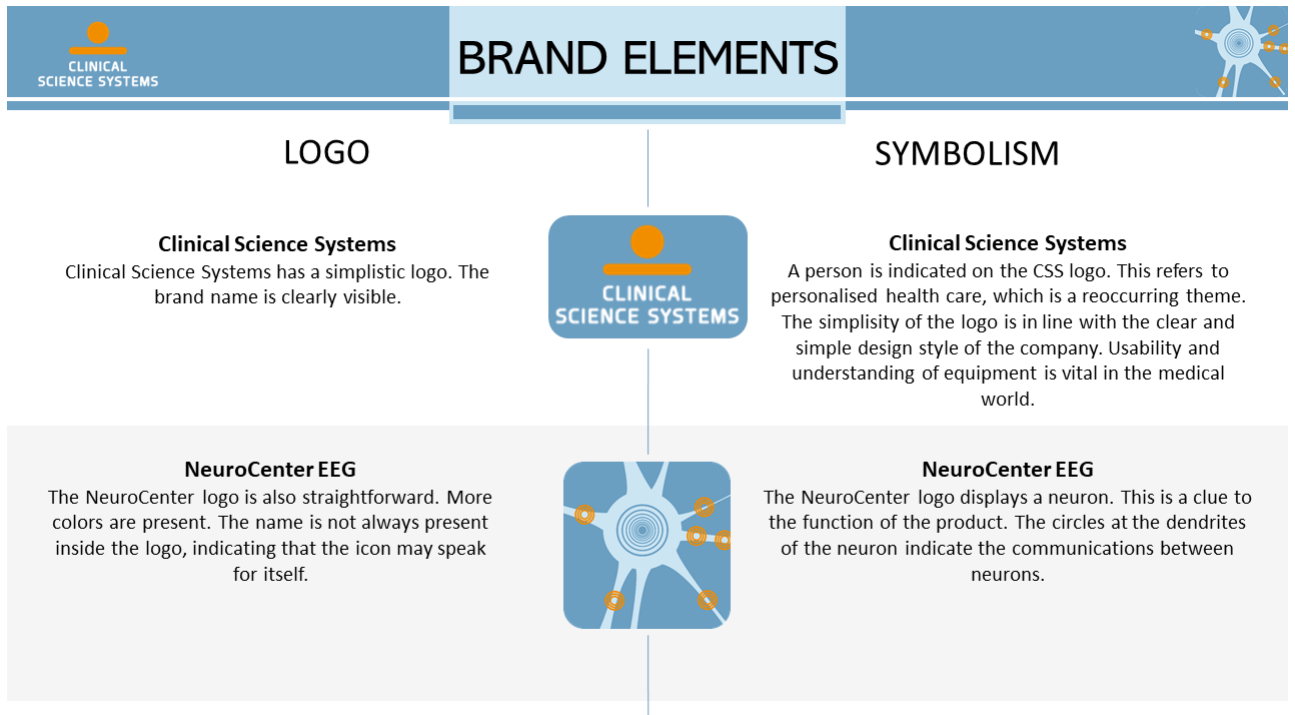 CLINICAL
SCIENCE SYSTEMS
BRAND ELEMENTS
LOGO
Clinical Science Systems
Clinical Science Systems has a simplistic logo. The
brand name is clearly visible.
CLINICAL
SCIENCE SYSTEMS
SYMBOLISM
Clinical Science Systems
A person is indicated on the CSS logo. This refers to
personalised health care, which is a reoccurring theme.
The simplisity of the logo is in line with the clear and
simple design style of the company. Usability and
understanding of equipment is vital in the medical
world.
NeuroCenter EEG
The NeuroCenter logo is also straightforward. More
colors are present. The name is not always present
inside the logo, indicating that the icon may speak
for itself.
NeuroCenter EEG
The NeuroCenter logo displays a neuron. This is a clue to
the function of the product. The circles at the dendrites
of the neuron indicate the communications between
neurons.